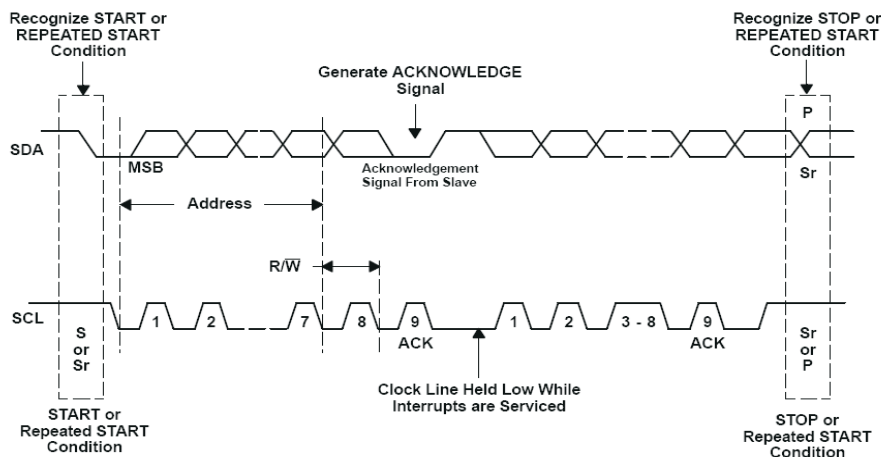 Recognize START or
REPEATED START
Condition
Recognize STOP or
REPEATED START
Condition
Generate ACKNOWLEDGE
Signal
P
SDA
MSB
Acknowledgement
Signal From Slave
Sr
Address
R/W̅
SCL
S
or
Sr
1
2
7
8
9
ACK
1
2
3 - 8
9
ACK
Sr
or
P
Clock Line Held Low While
Interrupts are Serviced
START or
Repeated START
Condition
STOP or
Repeated START
Condition